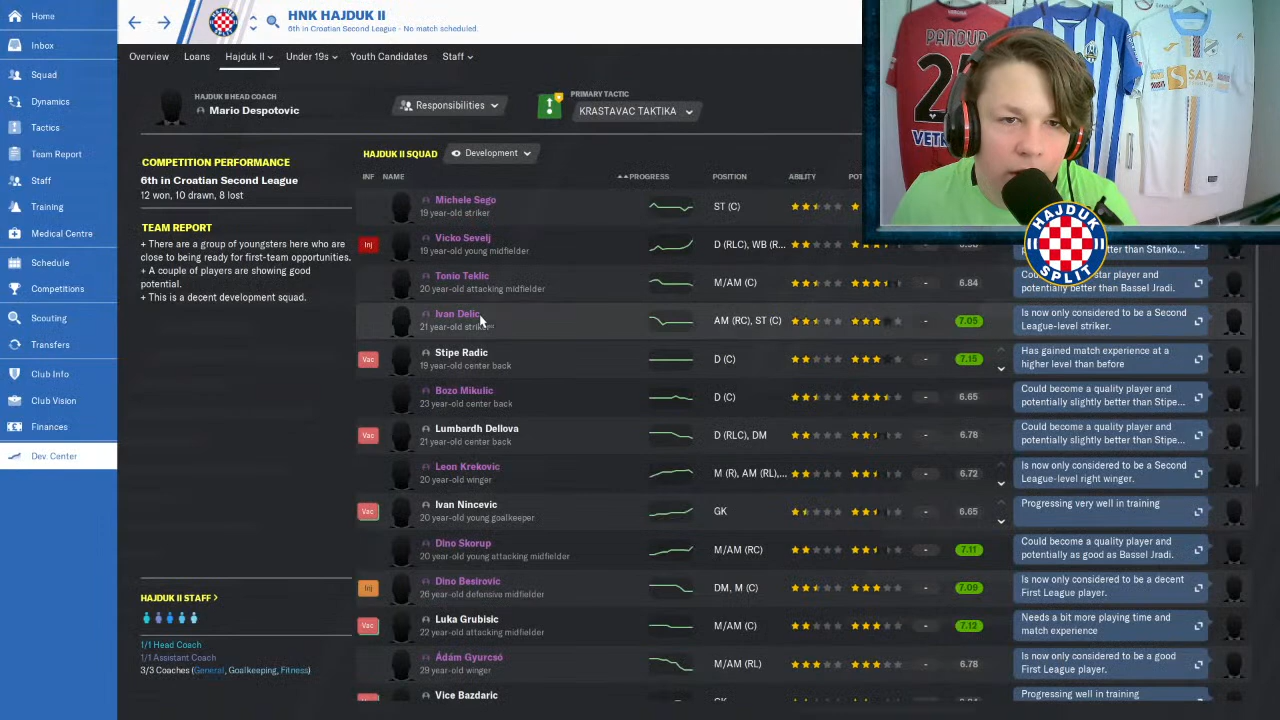 Home
Inbox
Squad
Dynamics
Tactics
Team Report
Staff
Training
Medical Centre
Schedule
Competitions
Scouting
Transfers
Club Info
Club Vision
Finances
Dev. Center
HNK HAJDUK II
6th in Croatian Second League - No match scheduled.
Overview Loans Hajduk II Under 19s Youth Candidates Staff
HAJDUK II HEAD COACH
Mario Despotovic
Responsibilities
PRIMARY TACTIC
KRASTAVAC TAKTIKA
COMPETITION PERFORMANCE
6th in Croatian Second League
12 won, 10 drawn, 8 lost
TEAM REPORT
+ There are a group of youngsters here who are
close to being ready for first-team opportunities.
+ A couple of players are showing good
potential.
+ This is a decent development squad.
HAJDUK II STAFF >
1/1 Head Coach
1/1 Assistant Coach
3/3 Coaches (General, Goalkeeping, Fitness)
HAJDUK II SQUAD Development
INF NAME PROGRESS POSITION ABILITY POT
Michele Sego
19 year-old striker
ST (C)
Inj
Vicko Sevelj
19 year-old young midfielder
D (RLC), WB (R...
tter than Stanko...
Tonio Teklic
20 year-old attacking midfielder
M/AM (C)
- 6.84
star player and
potentially better than Bassel Jradi.
Ivan Delic
21 year-old striker
AM (RC), ST (C)
- 7.05
Is now only considered to be a Second
League-level striker.
Vac
Stipe Radic
19 year-old center back
D (C)
- 7.15
Has gained match experience at a
higher level than before
Bozo Mikulic
23 year-old center back
D (C)
- 6.65
Could become a quality player and
potentially slightly better than Stipe...
Vac
Lumbardh Dellova
21 year-old center back
D (RLC), DM
- 6.78
Could become a quality player and
potentially slightly better than Stipe...
Leon Krekovic
20 year-old winger
M (R), AM (RL),...
- 6.72
Is now only considered to be a Second
League-level right winger.
Vac
Ivan Nincevic
20 year-old young goalkeeper
GK
- 6.65
Progressing very well in training
Dino Skorup
20 year-old young attacking midfielder
M/AM (RC)
- 7.11
Could become a quality player and
potentially as good as Bassel Jradi.
Inj
Dino Besirovic
26 year-old defensive midfielder
DM, M (C)
- 7.09
Is now only considered to be a decent
First League player.
Vac
Luka Grubisic
22 year-old attacking midfielder
M/AM (C)
- 7.12
Needs a bit more playing time and
match experience
Ádám Gyurcsó
29 year-old winger
M/AM (RL)
- 6.78
Is now only considered to be a good
First League player.
Vice Bazdaric
Progressing well in training
PANDUR
VETR
SA7A
HAJDUK
SPLIT